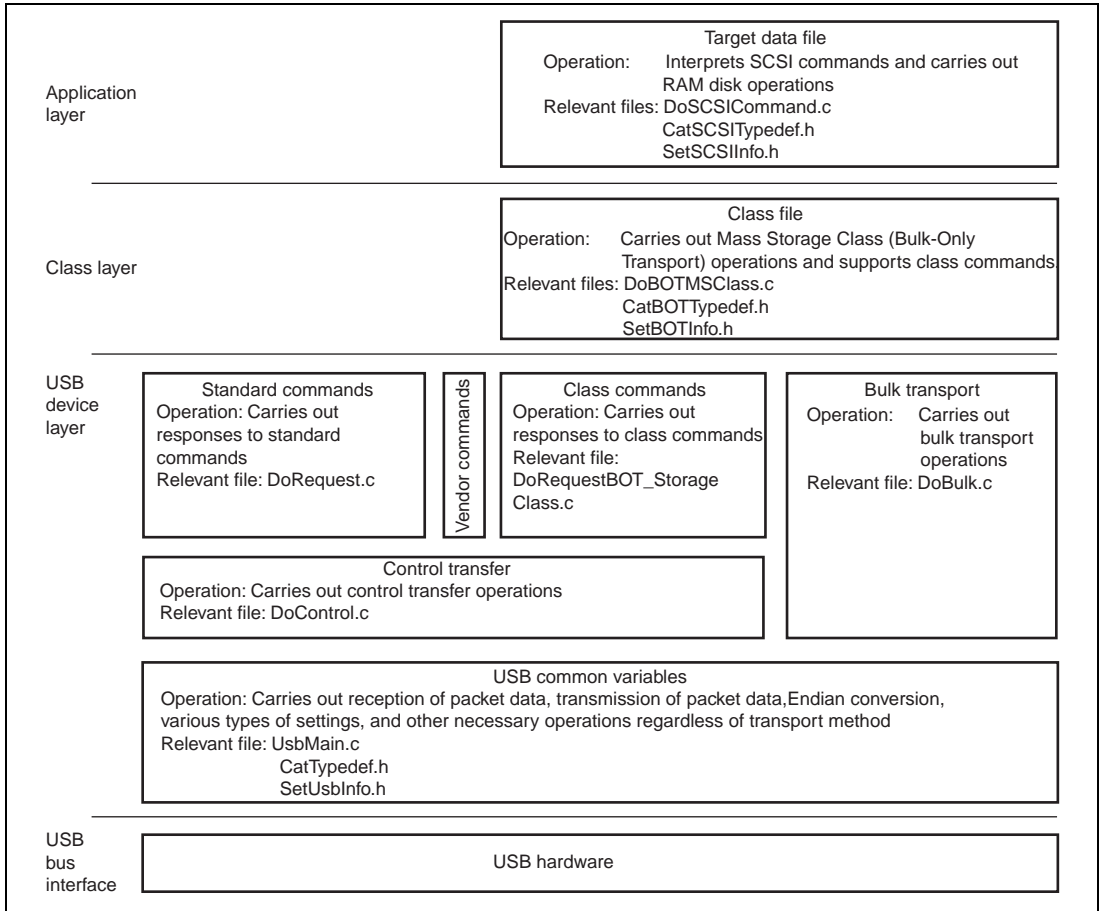 Application
layer
Target data file
Operation: Interprets SCSI commands and carries out
RAM disk operations
Relevant files: DoSCSICommand.c
CatSCSITypedef.h
SetSCSIInfo.h
Class layer
Class file
Operation: Carries out Mass Storage Class (Bulk-Only
Transport) operations and supports class commands.
Relevant files: DoBOTMSClass.c
CatBOTTypedef.h
SetBOTInfo.h
USB
device
layer
Standard commands
Operation: Carries out
responses to standard
commands
Relevant file: DoRequest.c
Vendor commands
Class commands
Operation: Carries out
responses to class commands
Relevant file:
DoRequestBOT_Storage
Class.c
Bulk transport
Operation: Carries out
bulk transport
operations
Relevant file: DoBulk.c
Control transfer
Operation: Carries out control transfer operations
Relevant file: DoControl.c
USB common variables
Operation: Carries out reception of packet data, transmission of packet data,Endian conversion,
various types of settings, and other necessary operations regardless of transport method
Relevant file: UsbMain.c
CatTypedef.h
SetUsbInfo.h
USB
bus
interface
USB hardware